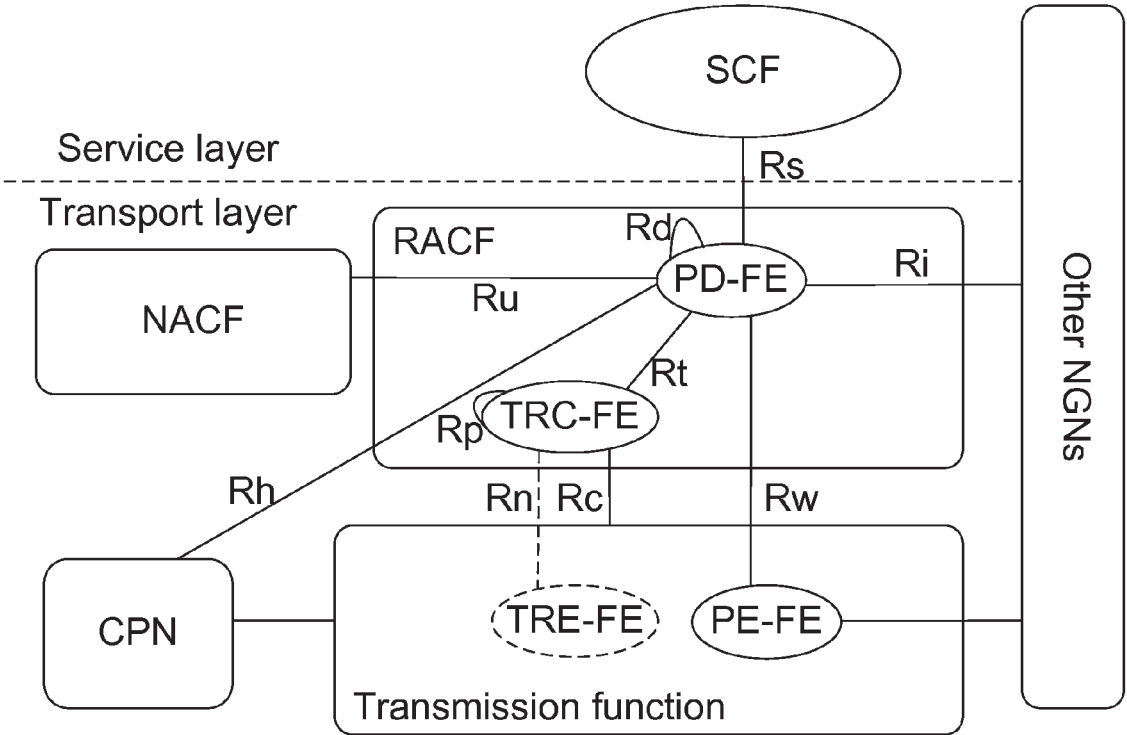 SCF
Service layer
Rs
Transport layer
RACF
Rd
PD-FE
Ri
NACF
Ru
Rt
TRC-FE
Rp
Other NGNs
Rh
Rn
Rc
Rw
CPN
TRE-FE
PE-FE
Transmission function